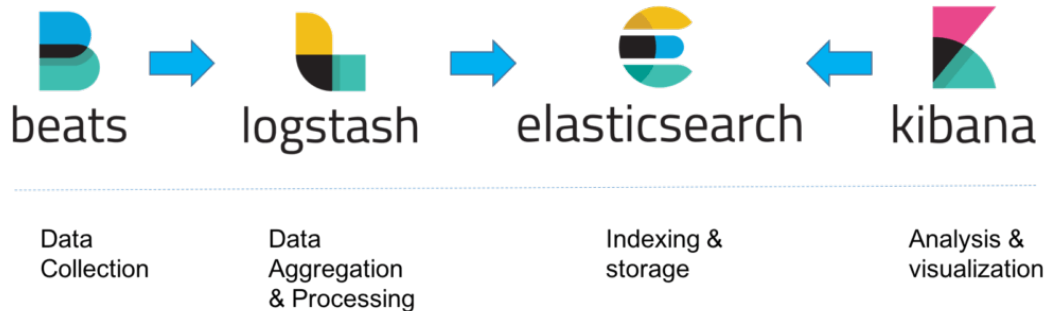 beats
logstash
elasticsearch
kibana
Data
Collection
Data
Aggregation
& Processing
Indexing &
storage
Analysis &
visualization